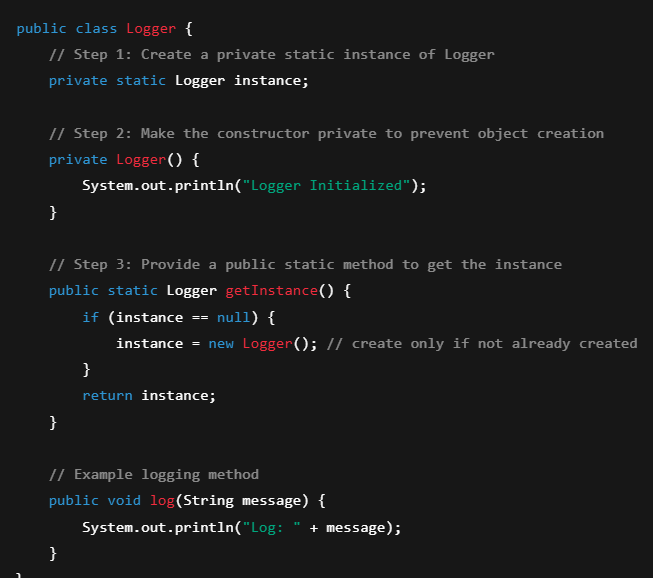 public class Logger {
    // Step 1: Create a private static instance of Logger
    private static Logger instance;

    // Step 2: Make the constructor private to prevent object creation
    private Logger() {
        System.out.println("Logger Initialized");
    }

    // Step 3: Provide a public static method to get the instance
    public static Logger getInstance() {
        if (instance == null) {
            instance = new Logger(); // create only if not already created
        }
        return instance;
    }

    // Example logging method
    public void log(String message) {
        System.out.println("Log: " + message);
    }
}